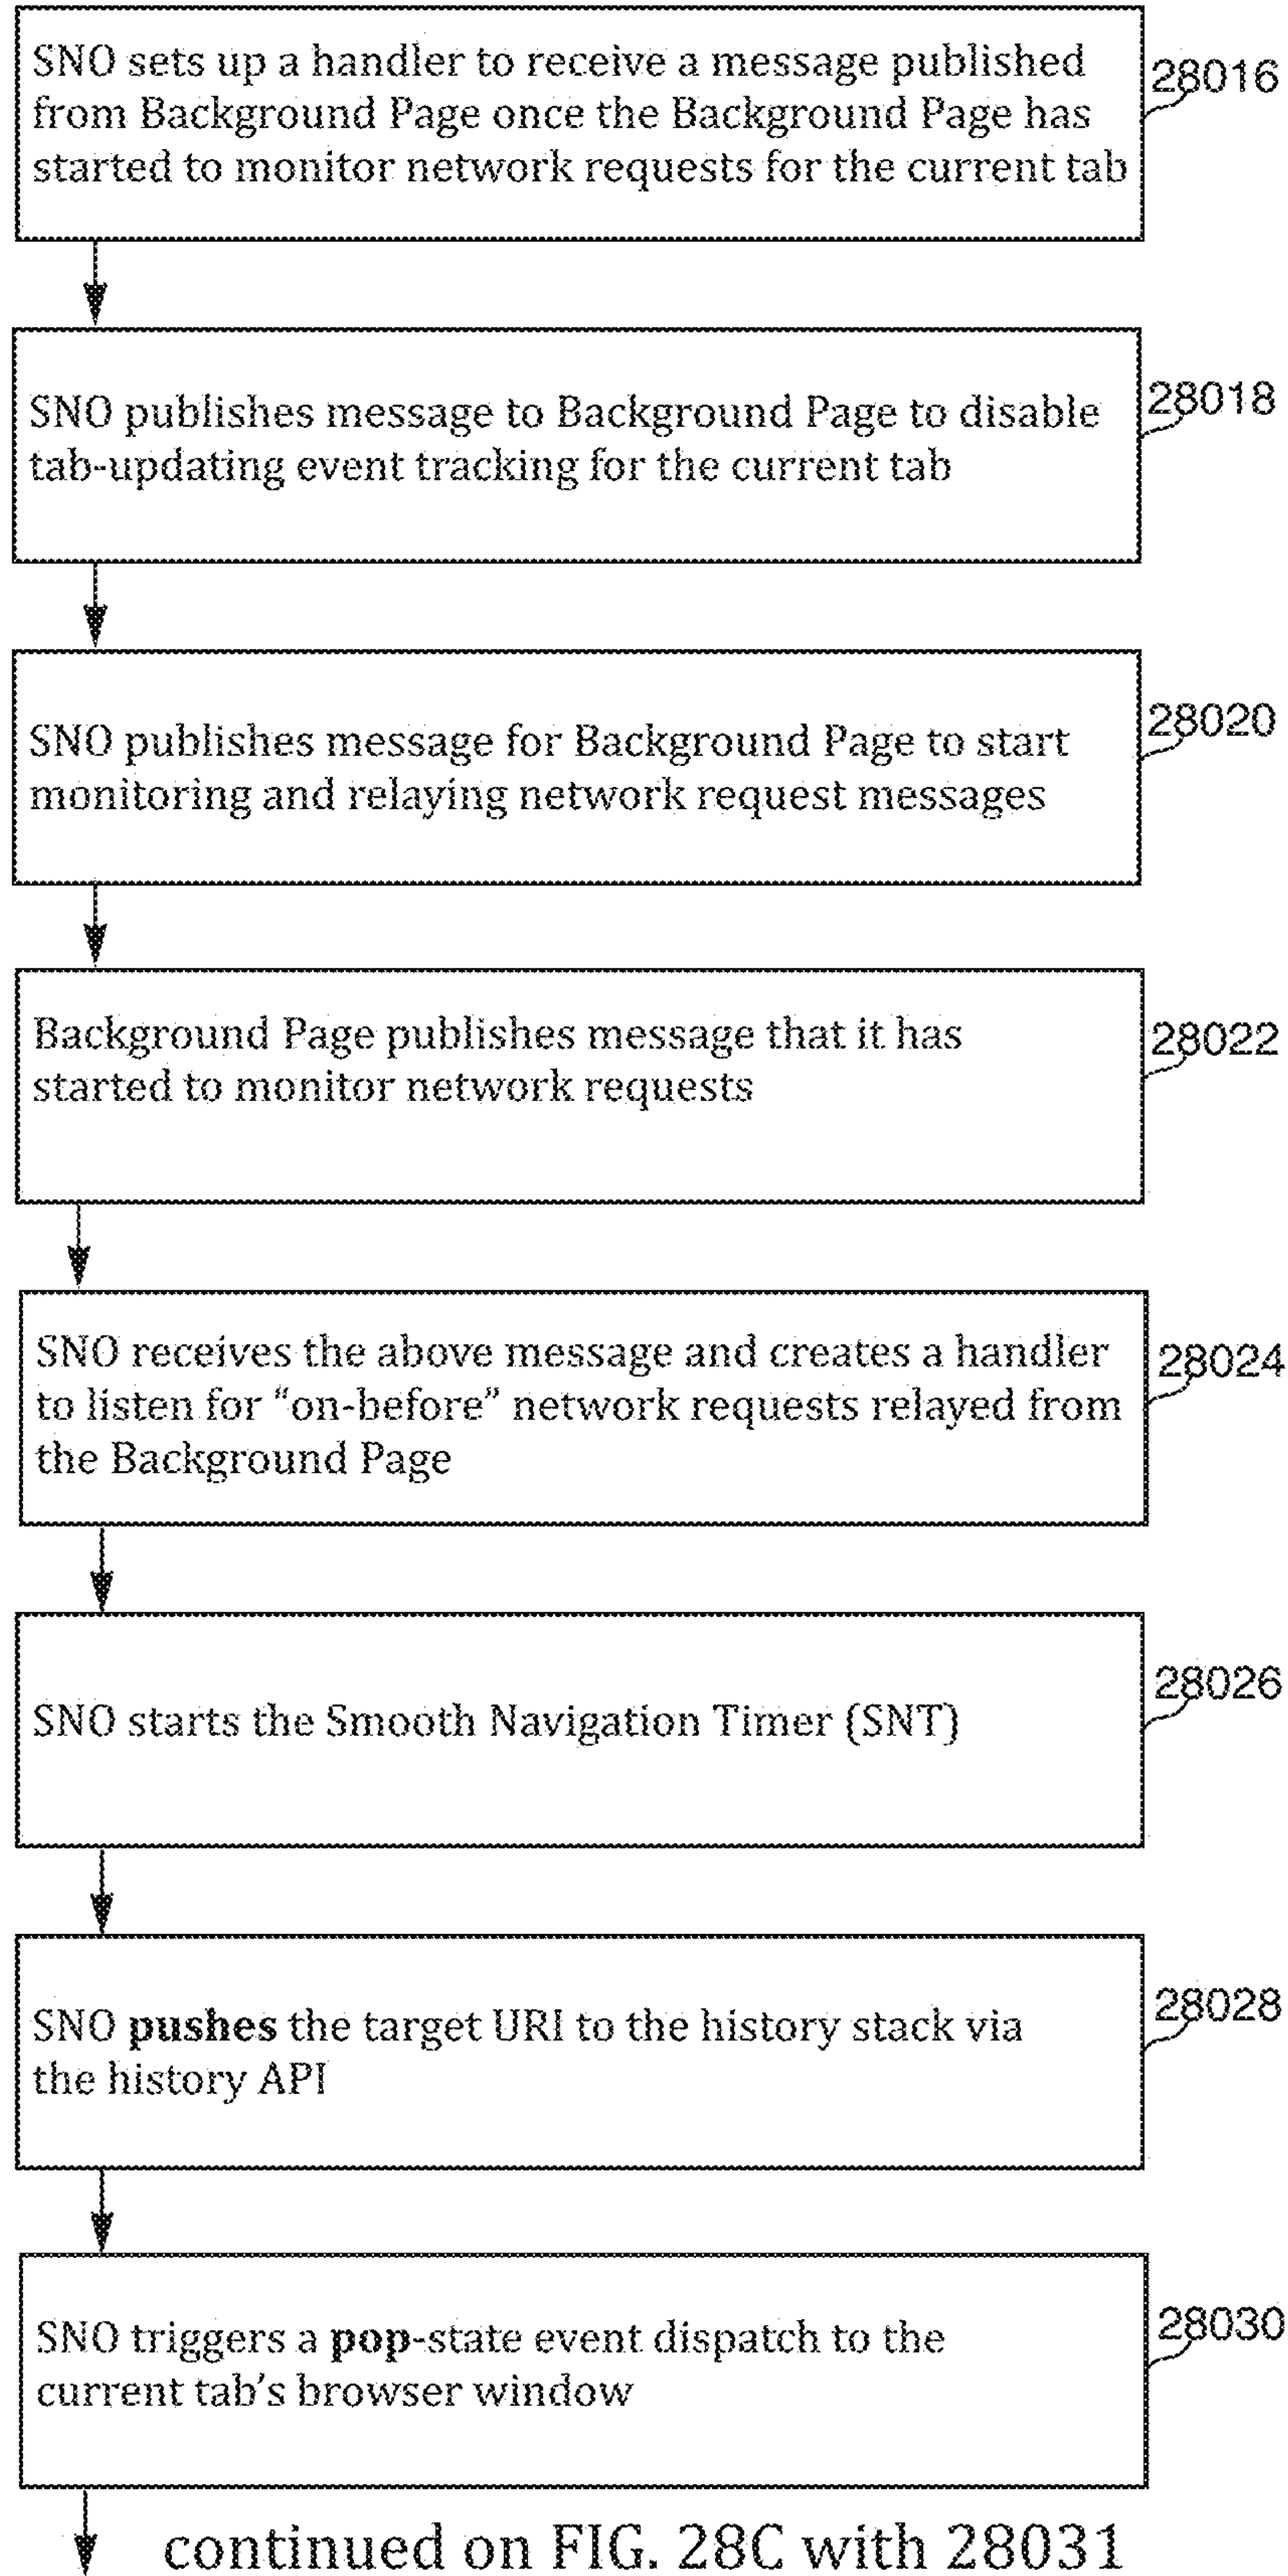 SNO sets up a handler to receive a message published
from Background Page once the Background Page has
started to monitor network requests for the current tab
28016
SNO publishes message to Background Page to disable
tab-updating event tracking for the current tab
28018
SNO publishes message for Background Page to start
monitoring and relaying network request messages
28020
Background Page publishes message that it has
started to monitor network requests
28022
SNO receives the above message and creates a handler
to listen for “on-before” network requests relayed from
the Background Page
28024
SNO starts the Smooth Navigation Timer (SNT)
28026
SNO pushes the target URI to the history stack via
the history API
28028
SNO triggers a pop-state event dispatch to the
current tab’s browser window
28030
continued on FIG. 28C with 28031